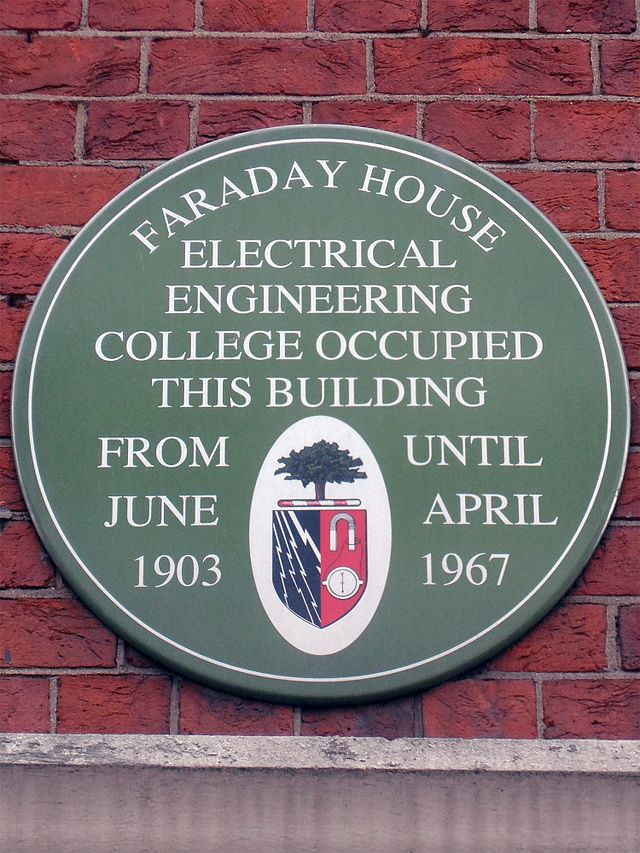 FARADAY HOUSE
ELECTRICAL
ENGINEERING
COLLEGE OCCUPIED
THIS BUILDING
FROM UNTIL
JUNE APRIL
1903 1967